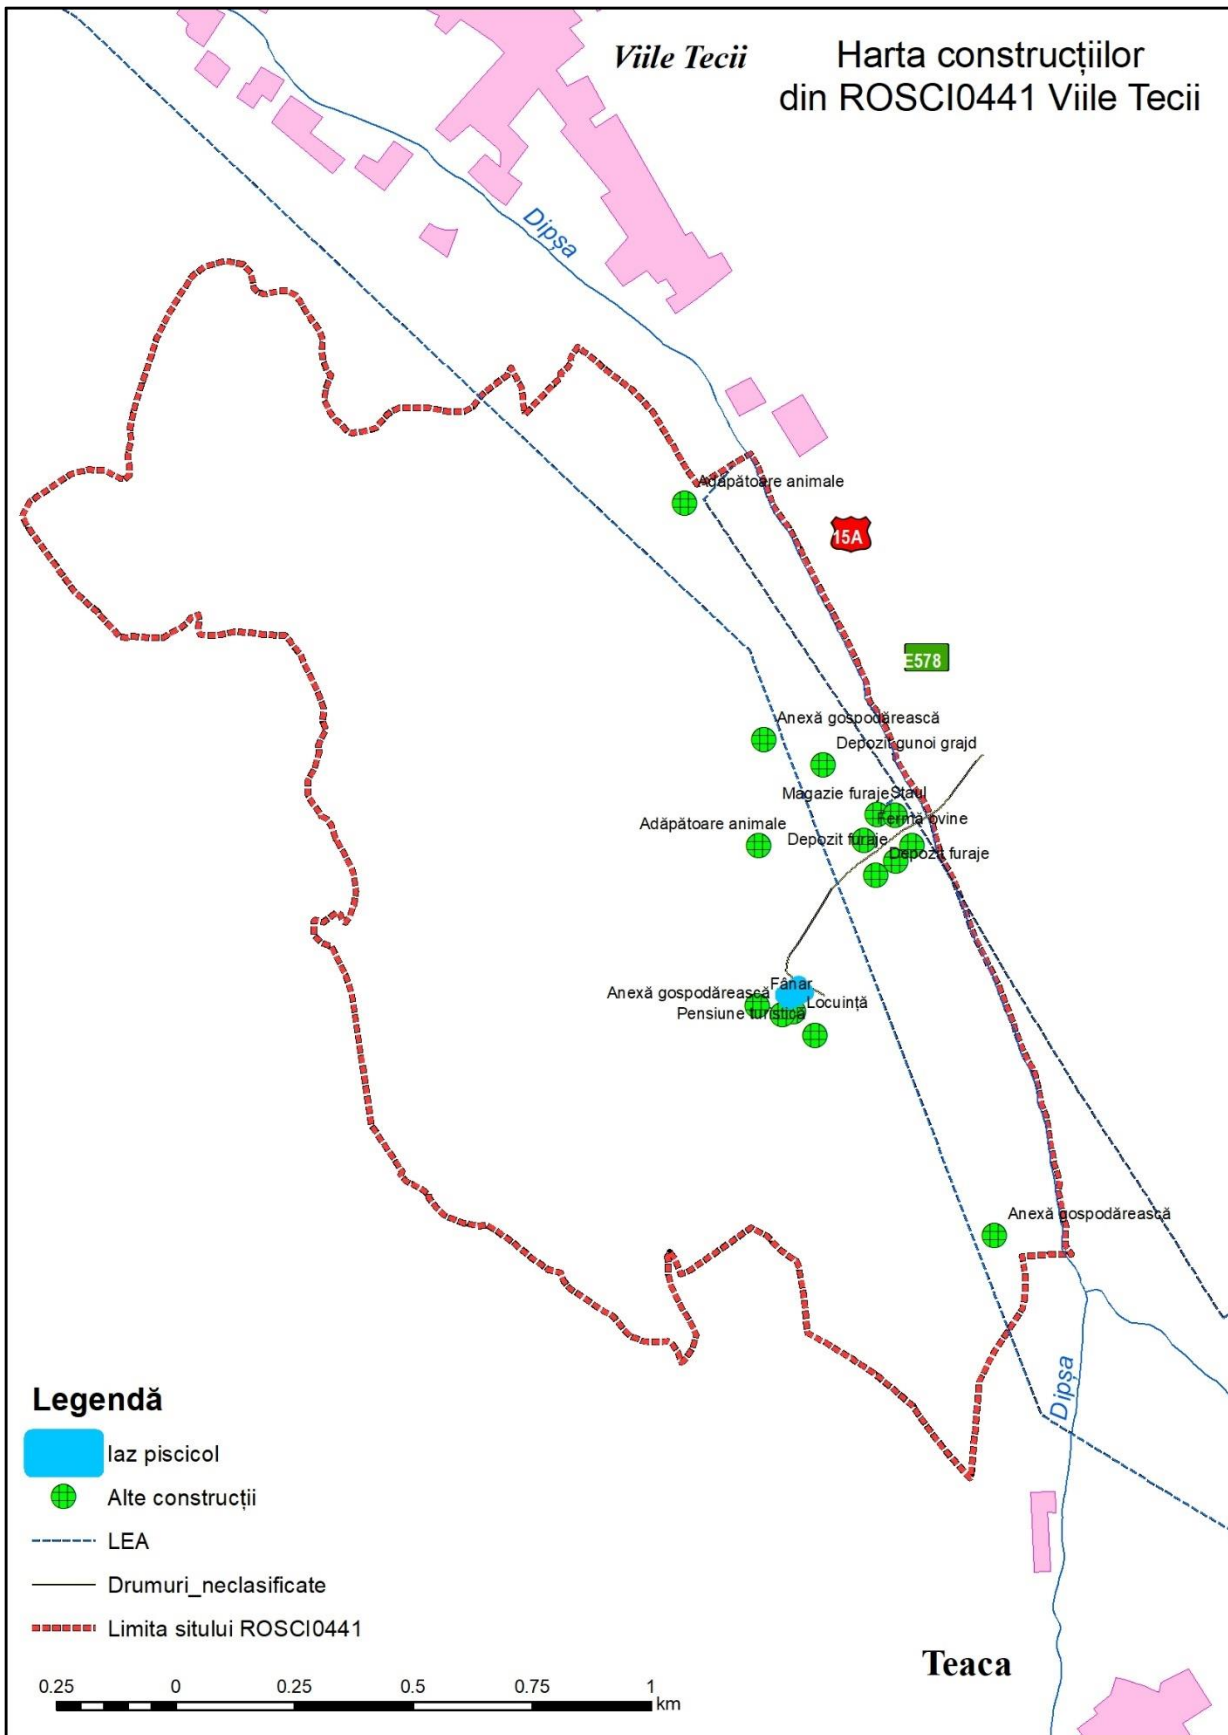 Viile Tecii
Harta construcțiilor
din ROSCI0441 Viile Tecii
Dipșa
Adăpătoare animale
15A
E578
Anexă gospodărească
Depozit gunoi grajd
Magazie furaje
Staul
Fermă ovine
Adăpătoare animale
Depozit furaje
Depozit furaje
Fânar
Anexă gospodărească
Locuință
Pensiune turistică
Anexă gospodărească
Dipșa
Legendă
Iaz piscicol
Alte construcții
LEA
Drumuri_neclasificate
Limita sitului ROSCI0441
Teaca
0.25 0 0.25 0.5 0.75 1
km